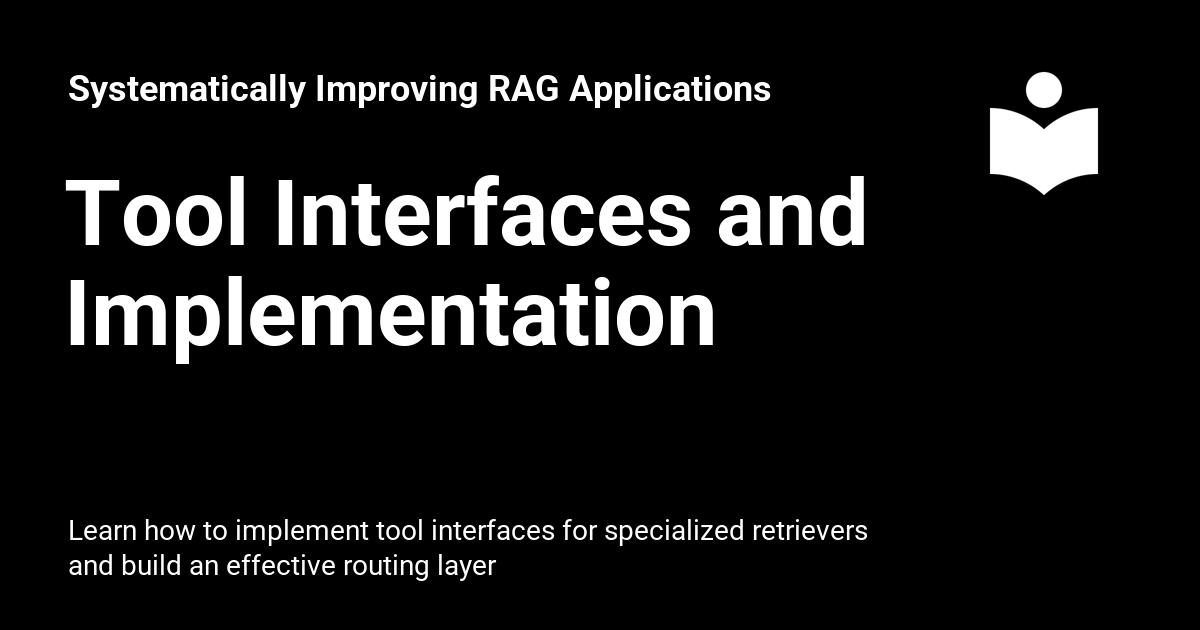 Systematically Improving RAG Applications
Tool Interfaces and
Implementation
Learn how to implement tool interfaces for specialized retrievers
and build an effective routing layer